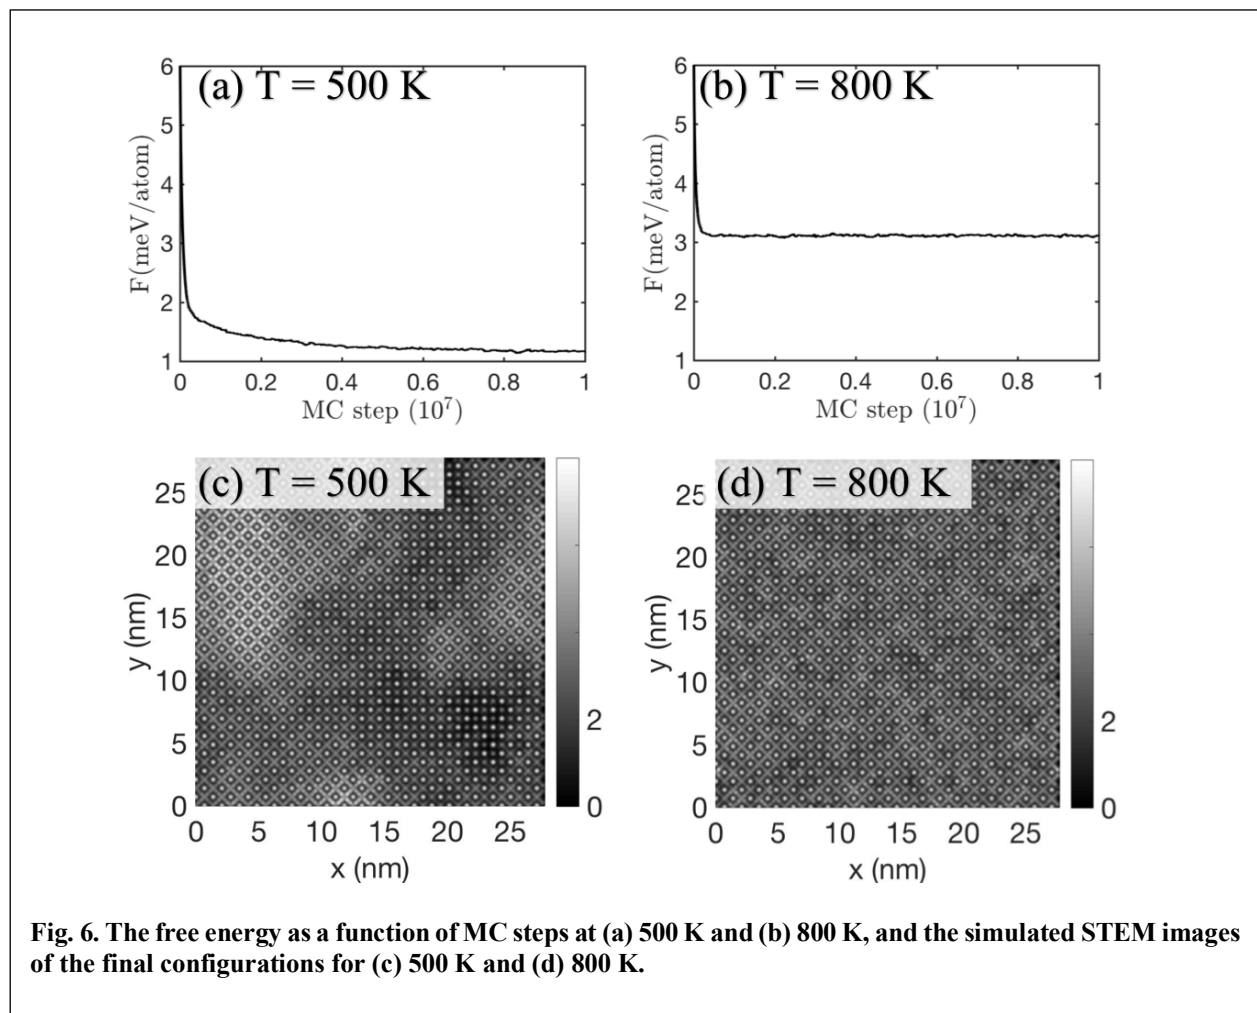 6
5
4
3
2
1
F(meV/atom)
(a) T = 500 K
0 0.2 0.4 0.6 0.8 1
MC step (10⁷)
6
5
4
3
2
1
F(meV/atom)
(b) T = 800 K
0 0.2 0.4 0.6 0.8 1
MC step (10⁷)
(c) T = 500 K
25
20
15
10
5
0
y (nm)
0 5 10 15 20 25
x (nm)
2
0
(d) T = 800 K
25
20
15
10
5
0
y (nm)
0 5 10 15 20 25
x (nm)
2
0
Fig. 6. The free energy as a function of MC steps at (a) 500 K and (b) 800 K, and the simulated STEM images
of the final configurations for (c) 500 K and (d) 800 K.